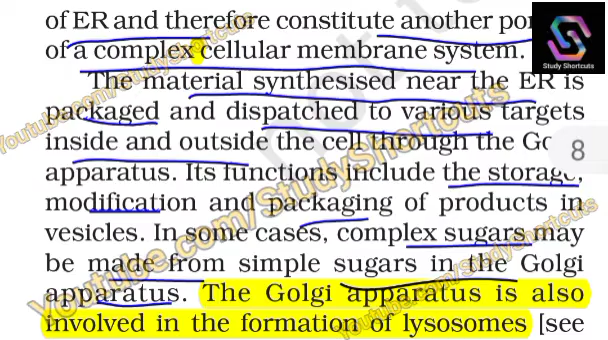 of ER and therefore constitute another por
of a complex cellular membrane system.
The material synthesised near the ER is
packaged and dispatched to various targets
inside and outside the cell through the Go
apparatus. Its functions include the storage,
modification and packaging of products in
vesicles. In some cases, complex sugars may
be made from simple sugars in the Golgi
apparatus. The Golgi apparatus is also
involved in the formation of lysosomes [see
Study Shortcuts
8
Youtube.com/StudyShortcuts
Youtube.com/studyshortcuts